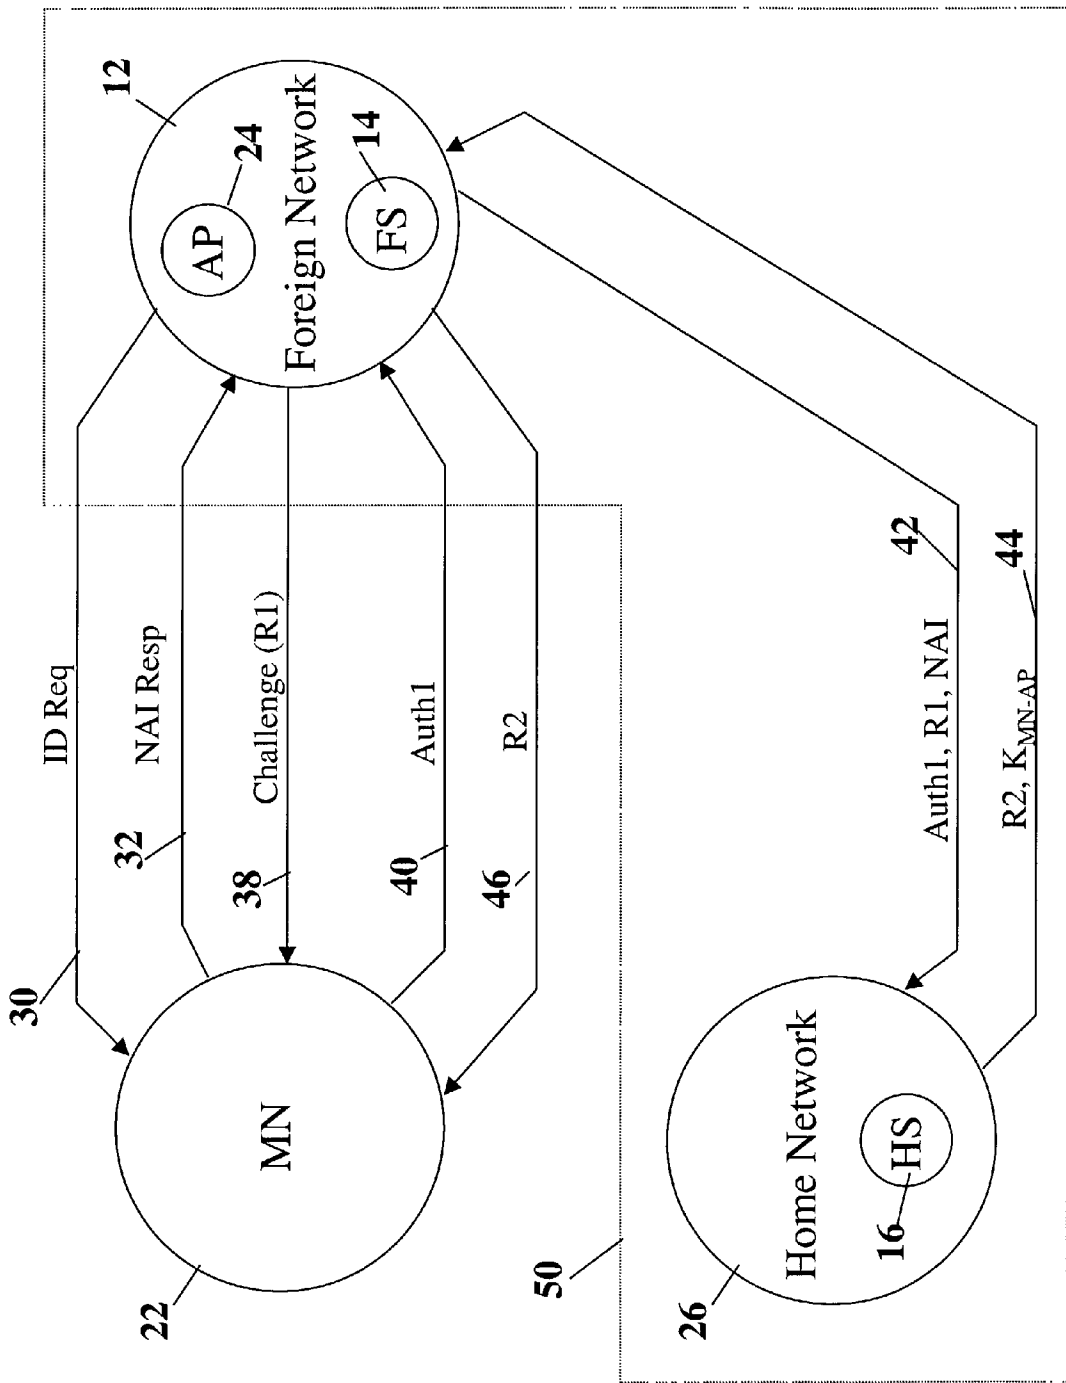 30
ID Req
12
AP
24
Foreign Network
FS
14
32
NAI Resp
38
Challenge (R1)
40
Auth1
46
R2
MN
22
50
42
Auth1, R1, NAI
44
R2, K_MN-AP
26
Home Network
16
HS